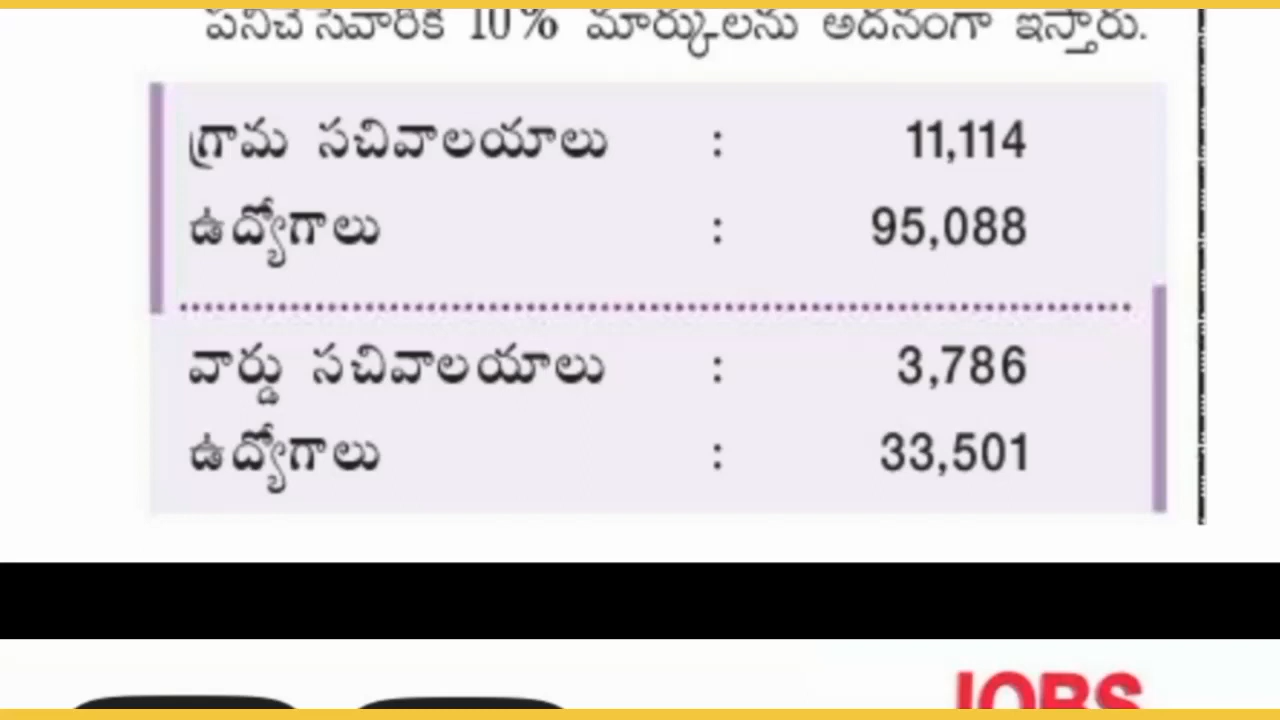 పనిచేసేవారికి 10% మార్కులను అదనంగా ఇస్తారు.
గ్రామ సచివాలయాలు : 11,114
ఉద్యోగాలు : 95,088
వార్డు సచివాలయాలు : 3,786
ఉద్యోగాలు : 33,501
JOBS